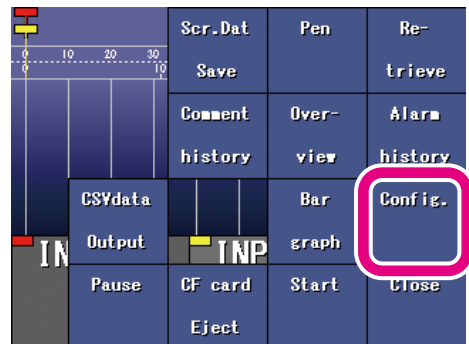 Scr.Dat Pen Re-
0 10 20 30
0 10
Save trieve
Comment Over- Alarm
history view history
CSVdata Bar Config.
Output graph
IN INP
Pause CF card Start Close
Eject